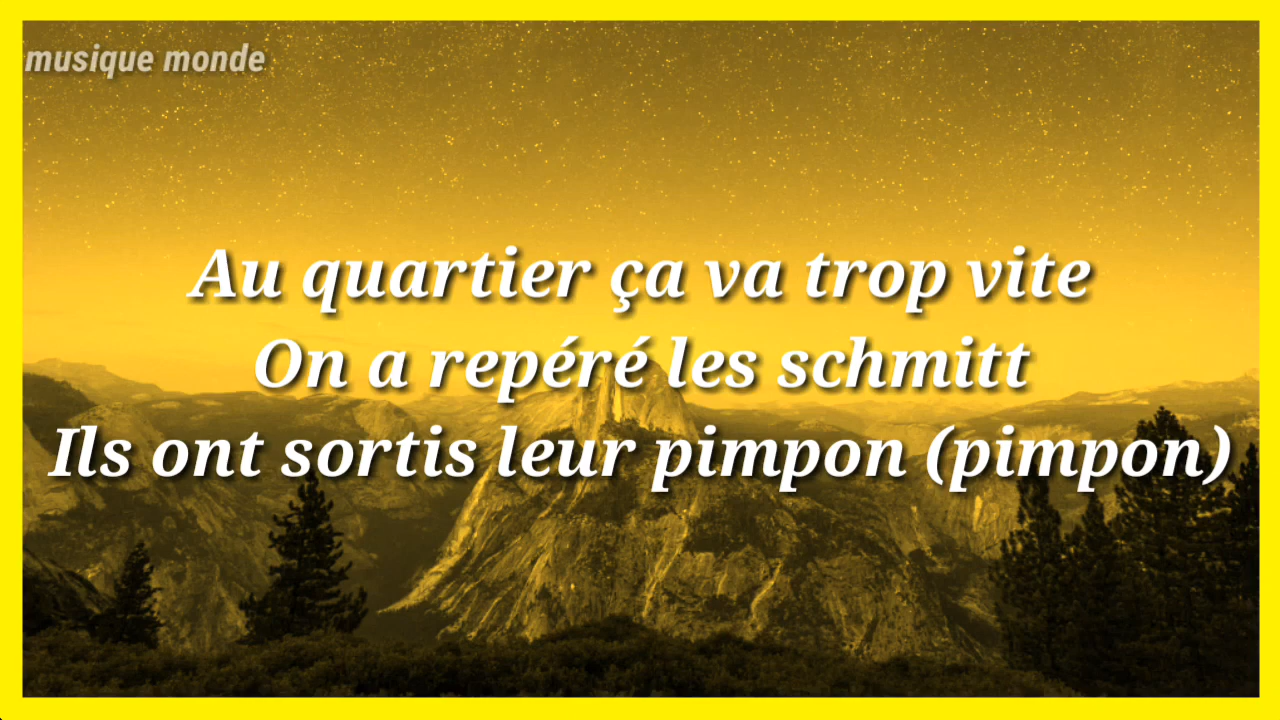 musique monde
Au quartier ça va trop vite
On a repéré les schmitt
Ils ont sortis leur pimpon (pimpon)